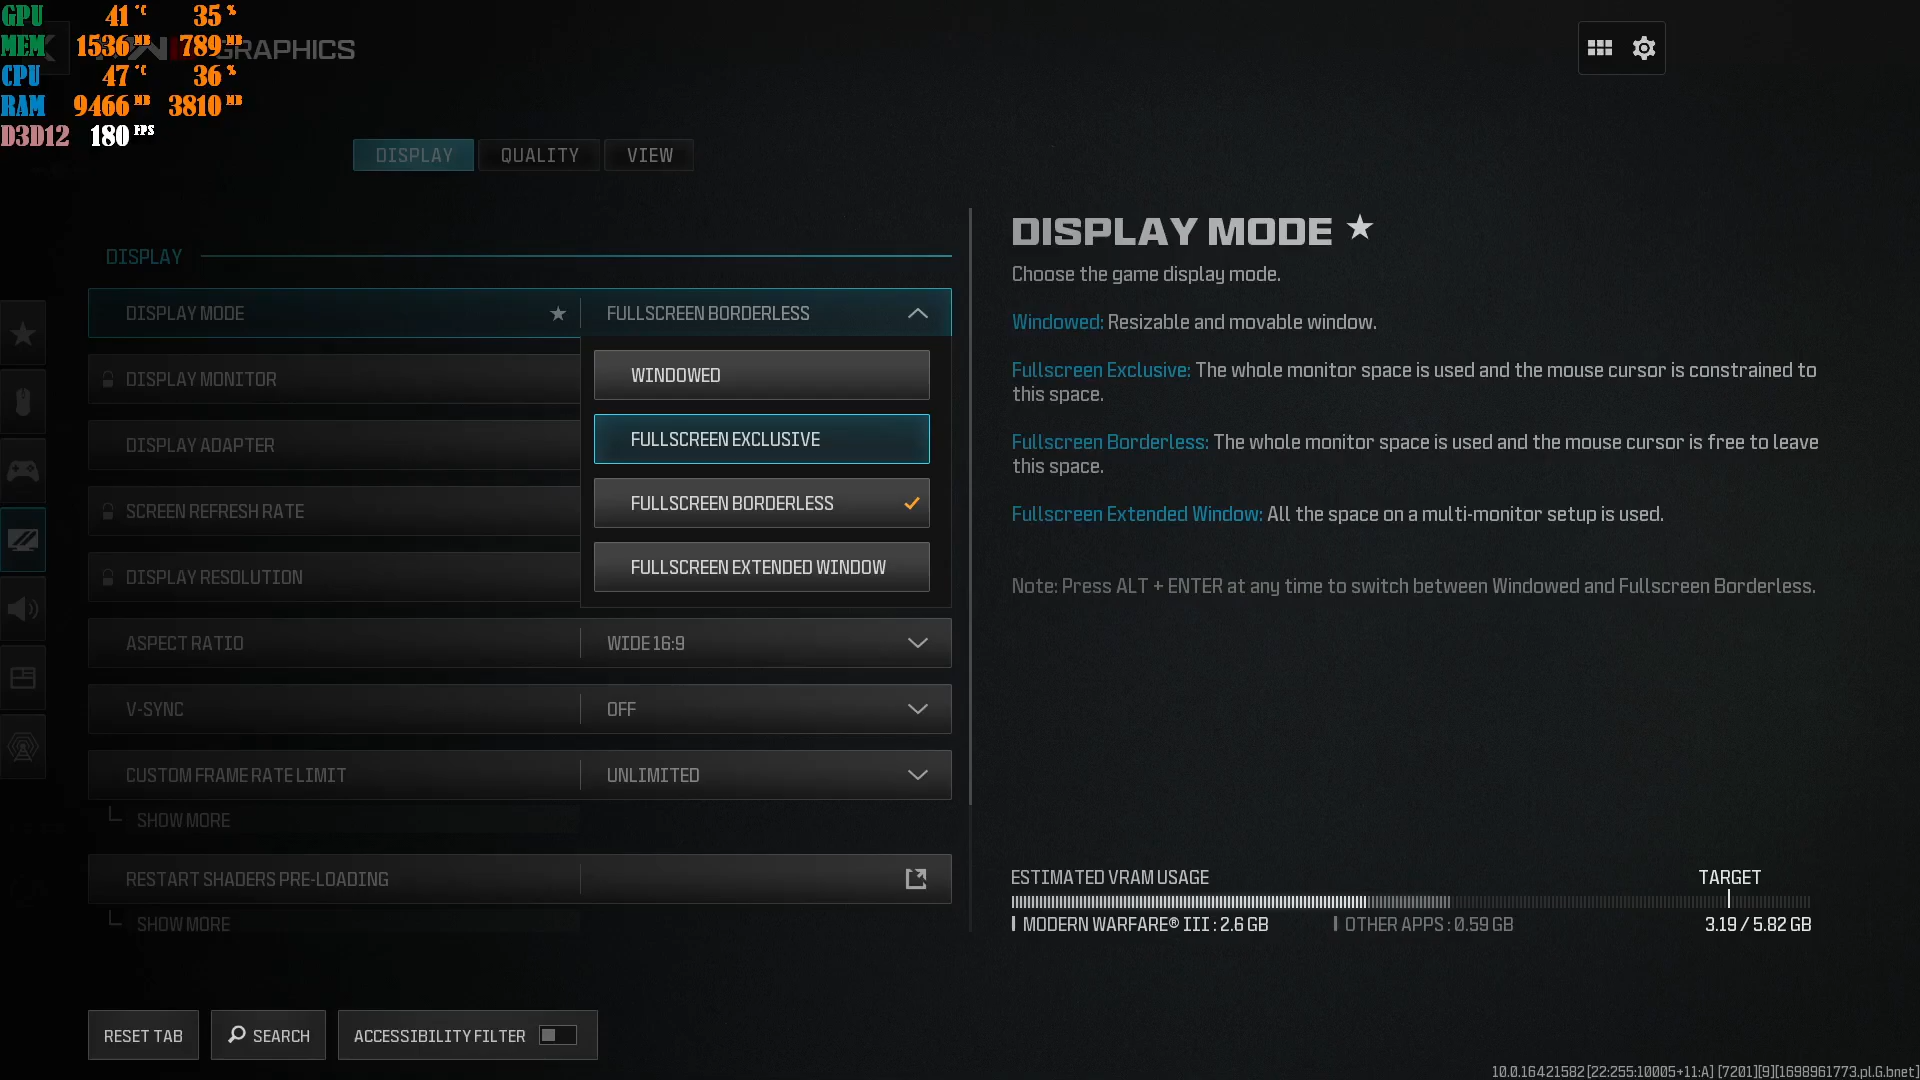 GPU 41 °C 35 %
MEM 1536 MB 789 MB
GRAPHICS
CPU 47 °C 36 %
RAM 9466 MB 3810 MB
D3D12 180 FPS
DISPLAY QUALITY VIEW
DISPLAY
DISPLAY MODE FULLSCREEN BORDERLESS
WINDOWED
FULLSCREEN EXCLUSIVE
FULLSCREEN BORDERLESS
FULLSCREEN EXTENDED WINDOW
DISPLAY MONITOR
DISPLAY ADAPTER
SCREEN REFRESH RATE
DISPLAY RESOLUTION
ASPECT RATIO WIDE 16:9
V-SYNC OFF
CUSTOM FRAME RATE LIMIT UNLIMITED
SHOW MORE
RESTART SHADERS PRE-LOADING
SHOW MORE
DISPLAY MODE
Choose the game display mode.
Windowed: Resizable and movable window.
Fullscreen Exclusive: The whole monitor space is used and the mouse cursor is constrained to
this space.
Fullscreen Borderless: The whole monitor space is used and the mouse cursor is free to leave
this space.
Fullscreen Extended Window: All the space on a multi-monitor setup is used.
Note: Press ALT + ENTER at any time to switch between Windowed and Fullscreen Borderless.
ESTIMATED VRAM USAGE TARGET
MODERN WARFARE® III : 2.6 GB OTHER APPS : 0.59 GB 3.19 / 5.82 GB
RESET TAB SEARCH ACCESSIBILITY FILTER
10.0.16421582 [22:255:10005+11:A] [7201][9][1698961773.pl.G.bnet]